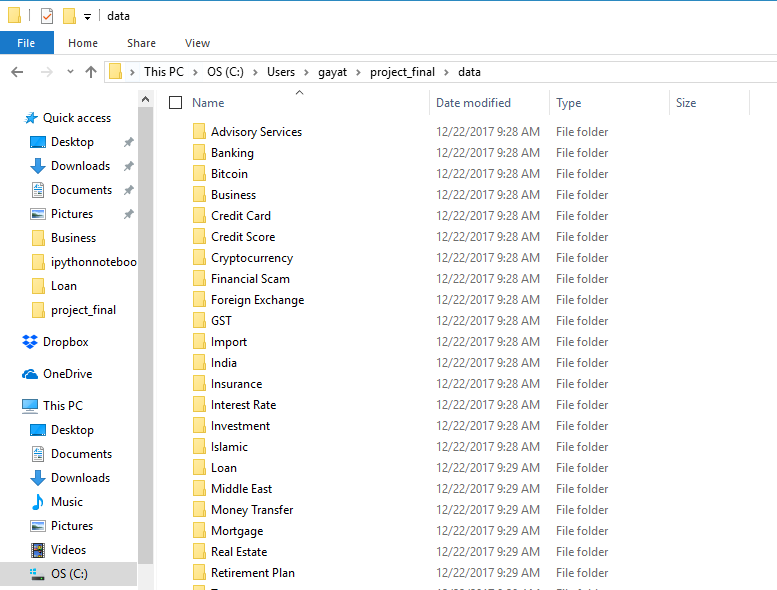 data
File Home Share View
This PC OS (C:) Users gayat project_final data
Quick access
Desktop
Downloads
Documents
Pictures
Business
ipythonnoteboo
Loan
project_final
Dropbox
OneDrive
This PC
Desktop
Documents
Downloads
Music
Pictures
Videos
OS (C:)
Name Date modified Type Size
Advisory Services 12/22/2017 9:28 AM File folder
Banking 12/22/2017 9:28 AM File folder
Bitcoin 12/22/2017 9:28 AM File folder
Business 12/22/2017 9:28 AM File folder
Credit Card 12/22/2017 9:28 AM File folder
Credit Score 12/22/2017 9:28 AM File folder
Cryptocurrency 12/22/2017 9:28 AM File folder
Financial Scam 12/22/2017 9:28 AM File folder
Foreign Exchange 12/22/2017 9:28 AM File folder
GST 12/22/2017 9:28 AM File folder
Import 12/22/2017 9:28 AM File folder
India 12/22/2017 9:28 AM File folder
Insurance 12/22/2017 9:28 AM File folder
Interest Rate 12/22/2017 9:28 AM File folder
Investment 12/22/2017 9:28 AM File folder
Islamic 12/22/2017 9:28 AM File folder
Loan 12/22/2017 9:29 AM File folder
Middle East 12/22/2017 9:29 AM File folder
Money Transfer 12/22/2017 9:29 AM File folder
Mortgage 12/22/2017 9:29 AM File folder
Real Estate 12/22/2017 9:29 AM File folder
Retirement Plan 12/22/2017 9:29 AM File folder